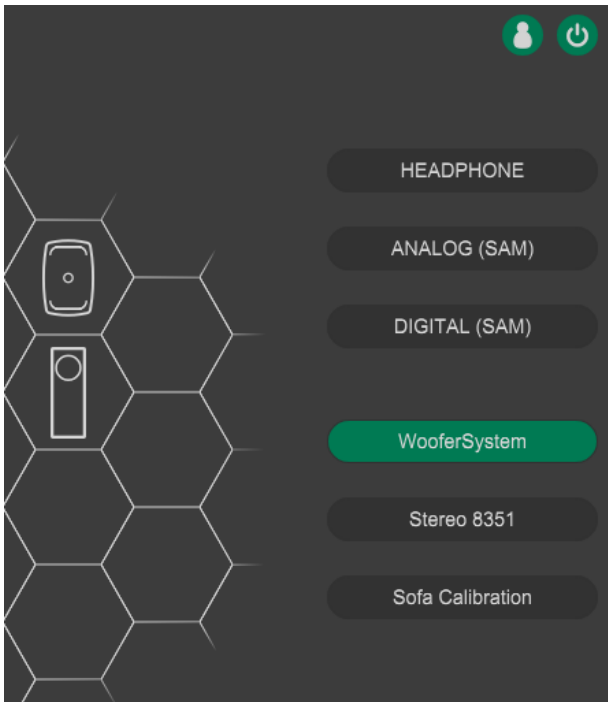 HEADPHONE
ANALOG (SAM)
DIGITAL (SAM)
WooferSystem
Stereo 8351
Sofa Calibration